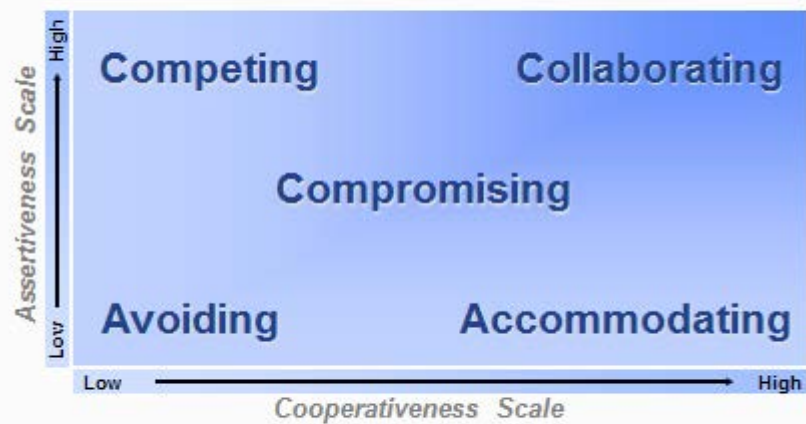 High
Competing
Collaborating
Assertiveness Scale
Compromising
Avoiding
Accommodating
Low
Low
High
Cooperativeness Scale